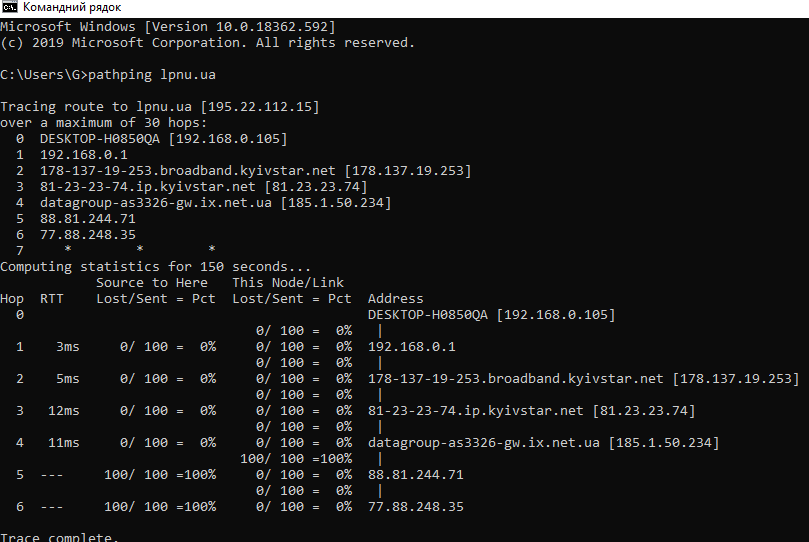 Командний рядок
Microsoft Windows [Version 10.0.18362.592]
(c) 2019 Microsoft Corporation. All rights reserved.
C:\Users\G>pathping lpnu.ua
Tracing route to lpnu.ua [195.22.112.15]
over a maximum of 30 hops:
  0  DESKTOP-H0850QA [192.168.0.105]
  1  192.168.0.1
  2  178-137-19-253.broadband.kyivstar.net [178.137.19.253]
  3  81-23-23-74.ip.kyivstar.net [81.23.23.74]
  4  datagroup-as3326-gw.ix.net.ua [185.1.50.234]
  5  88.81.244.71
  6  77.88.248.35
  7     *        *        *
Computing statistics for 150 seconds...
            Source to Here   This Node/Link
Hop  RTT    Lost/Sent = Pct  Lost/Sent = Pct  Address
  0                                           DESKTOP-H0850QA [192.168.0.105]
                                0/ 100 =  0%   |
  1    3ms     0/ 100 =  0%     0/ 100 =  0%  192.168.0.1
                                0/ 100 =  0%   |
  2    5ms     0/ 100 =  0%     0/ 100 =  0%  178-137-19-253.broadband.kyivstar.net [178.137.19.253]
                                0/ 100 =  0%   |
  3   12ms     0/ 100 =  0%     0/ 100 =  0%  81-23-23-74.ip.kyivstar.net [81.23.23.74]
                                0/ 100 =  0%   |
  4   11ms     0/ 100 =  0%     0/ 100 =  0%  datagroup-as3326-gw.ix.net.ua [185.1.50.234]
                              100/ 100 =100%   |
  5  ---     100/ 100 =100%     0/ 100 =  0%  88.81.244.71
                                0/ 100 =  0%   |
  6  ---     100/ 100 =100%     0/ 100 =  0%  77.88.248.35
Trace complete.